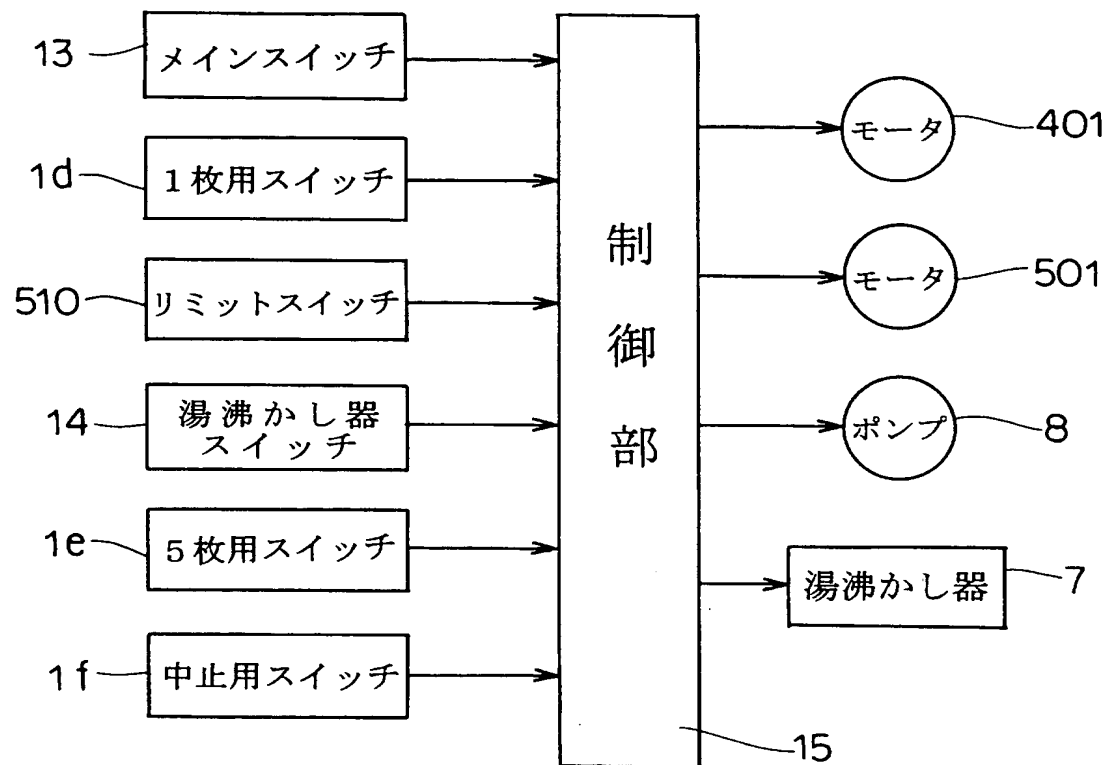 13
メインスイッチ
1d
1枚用スイッチ
510
リミットスイッチ
14
湯沸かし器
スイッチ
1e
5枚用スイッチ
1f
中止用スイッチ
制御部
15
モータ
401
モータ
501
ポンプ
8
湯沸かし器
7